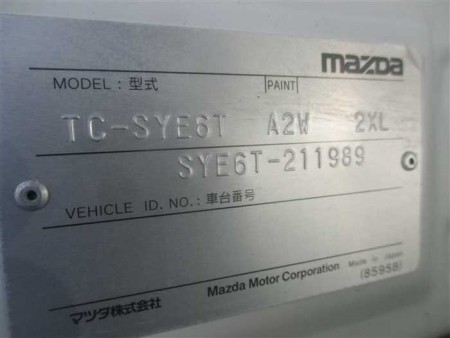 mazda
MODEL : 型式 PAINT
TC-SYE6T A2W 2XL
SYE6T-211989
VEHICLE ID. NO. : 車台番号
マツダ株式会社 Mazda Motor Corporation Made in Japan
(85958)